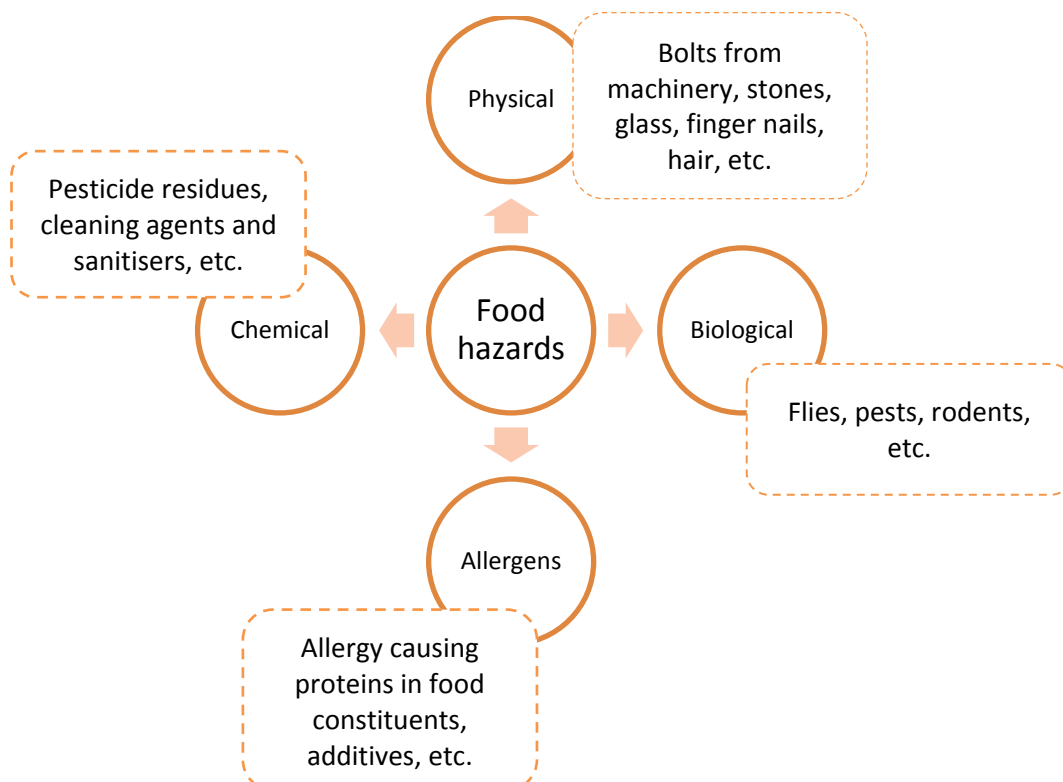 Physical
Bolts from
machinery, stones,
glass, finger nails,
hair, etc.
Pesticide residues,
cleaning agents and
sanitisers, etc.
Chemical
Food
hazards
Biological
Flies, pests, rodents,
etc.
Allergens
Allergy causing
proteins in food
constituents,
additives, etc.